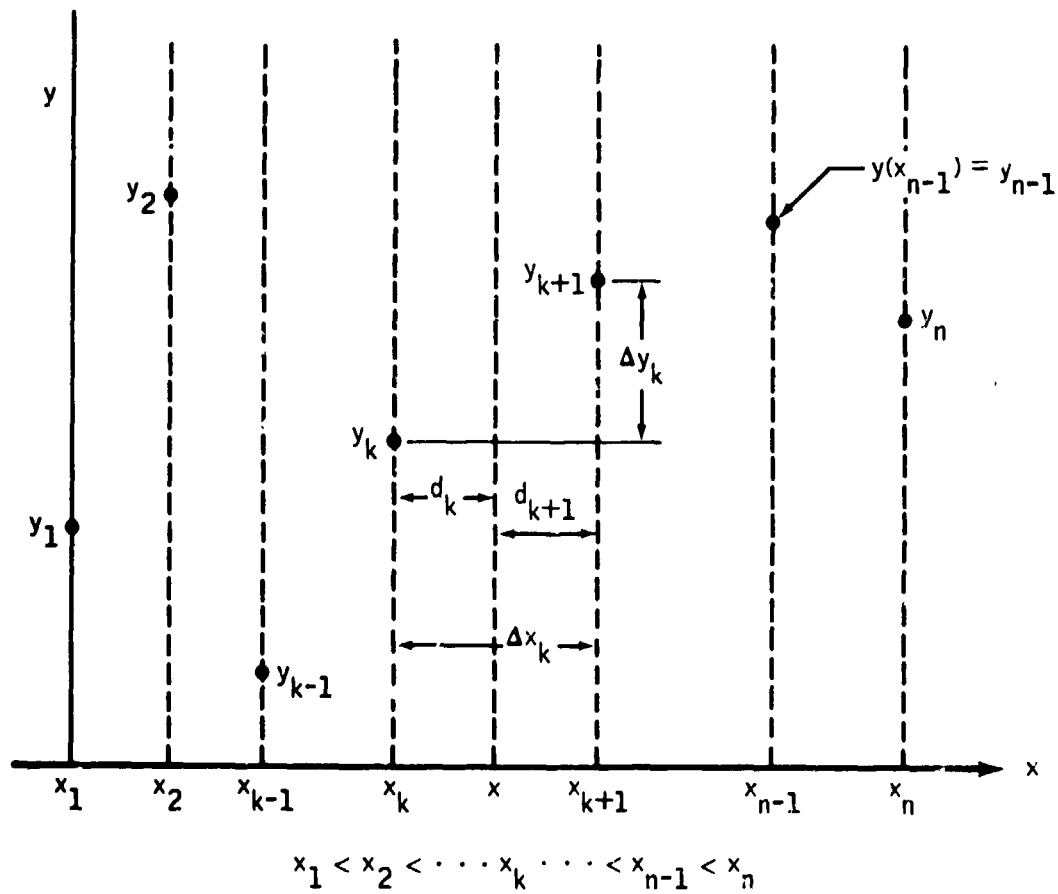 y
y₂
y(xₙ₋₁) = yₙ₋₁
yₖ₊₁
yₙ
Δyₖ
yₖ
dₖ
dₖ₊₁
y₁
Δxₖ
yₖ₋₁
x
x₁ x₂ xₖ₋₁ xₖ x xₖ₊₁ xₙ₋₁ xₙ
x₁ < x₂ < · · · xₖ · · · < xₙ₋₁ < xₙ